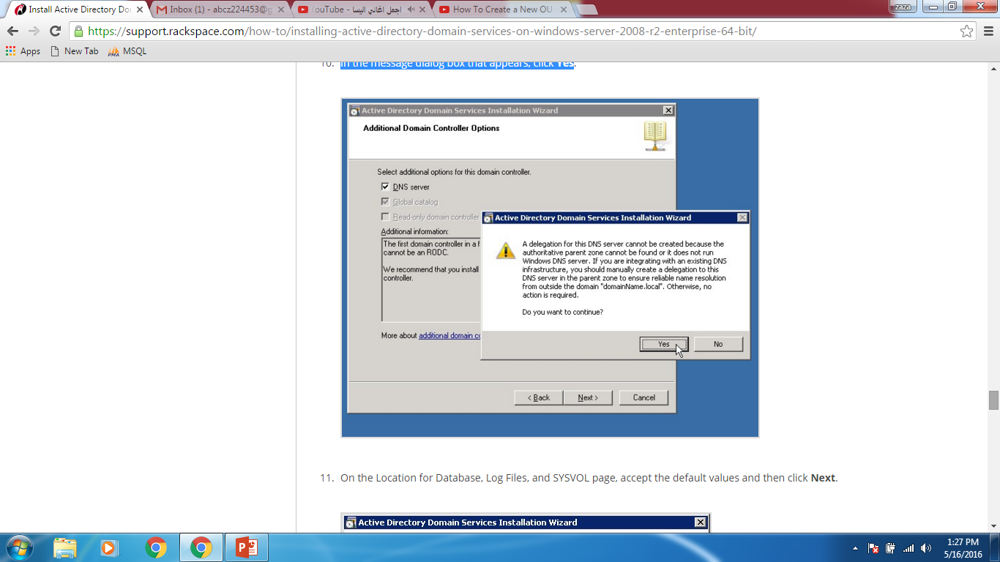 Install Active Directory Do
Inbox (1) - abcz224453@g
اجمل اغاني اليسا - YouTube
How To Create a New OU
zaza
https://support.rackspace.com/how-to/installing-active-directory-domain-services-on-windows-server-2008-r2-enterprise-64-bit/
Apps
New Tab
MSQL
10. In the message dialog box that appears, click Yes.
Active Directory Domain Services Installation Wizard
Additional Domain Controller Options
Select additional options for this domain controller.
DNS server
Global catalog
Read-only domain controller
Additional information:
The first domain controller in a f
cannot be an RODC.
We recommend that you install
controller.
More about additional domain co
< Back
Next >
Cancel
Active Directory Domain Services Installation Wizard
A delegation for this DNS server cannot be created because the
authoritative parent zone cannot be found or it does not run
Windows DNS server. If you are integrating with an existing DNS
infrastructure, you should manually create a delegation to this
DNS server in the parent zone to ensure reliable name resolution
from outside the domain "domainName.local". Otherwise, no
action is required.
Do you want to continue?
Yes
No
11. On the Location for Database, Log Files, and SYSVOL page, accept the default values and then click Next.
Active Directory Domain Services Installation Wizard
1:27 PM
5/16/2016